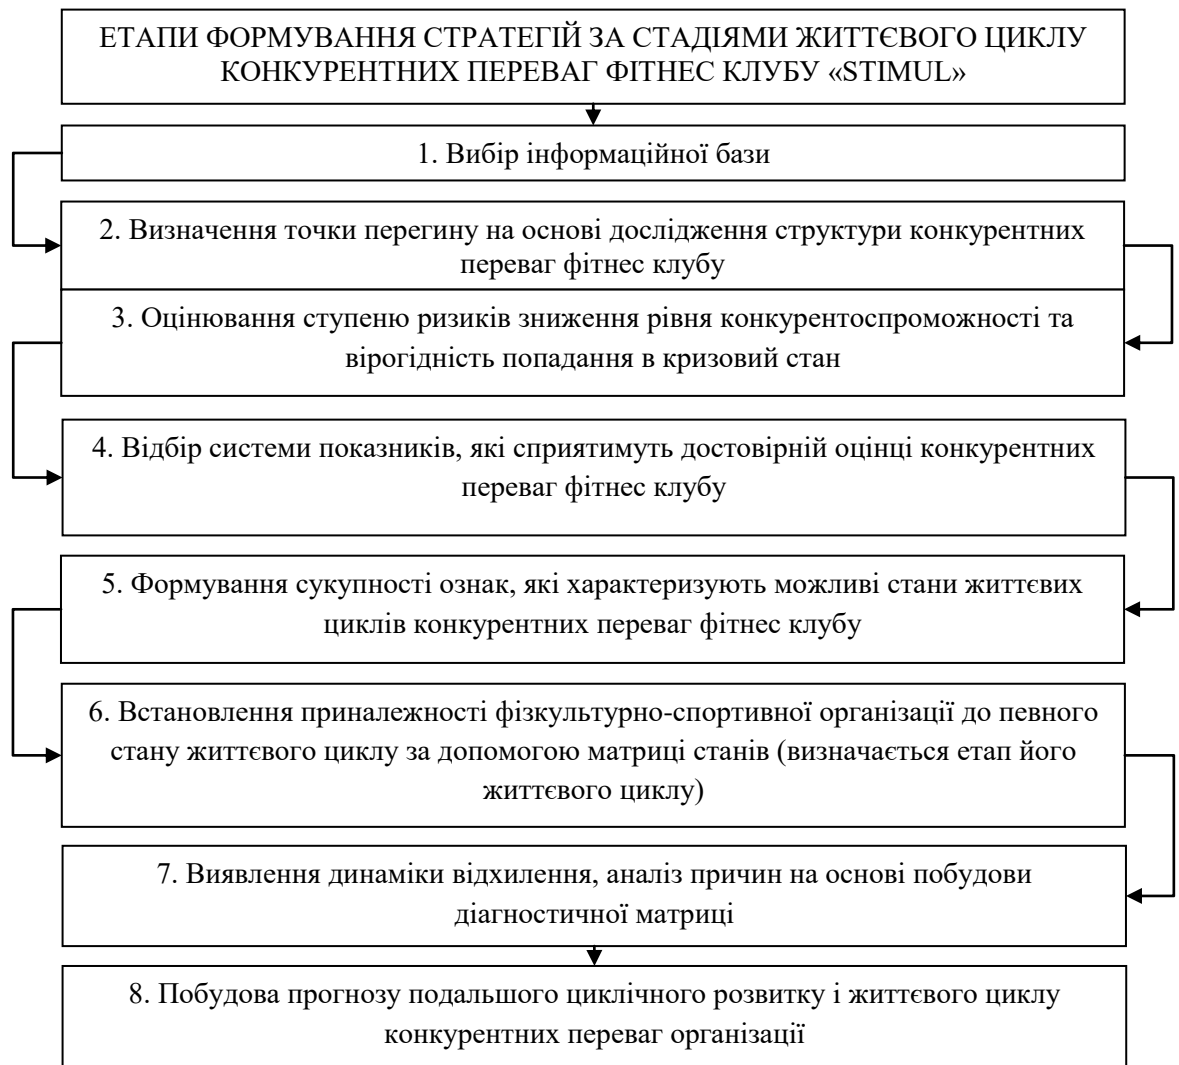 ЕТАПИ ФОРМУВАННЯ СТРАТЕГІЙ ЗА СТАДІЯМИ ЖИТТЄВОГО ЦИКЛУ
КОНКУРЕНТНИХ ПЕРЕВАГ ФІТНЕС КЛУБУ «STIMUL»
1. Вибір інформаційної бази
2. Визначення точки перегину на основі дослідження структури конкурентних
переваг фітнес клубу
3. Оцінювання ступеню ризиків зниження рівня конкурентоспроможності та
вірогідність попадання в кризовий стан
4. Відбір системи показників, які сприятимуть достовірній оцінці конкурентних
переваг фітнес клубу
5. Формування сукупності ознак, які характеризують можливі стани життєвих
циклів конкурентних переваг фітнес клубу
6. Встановлення приналежності фізкультурно-спортивної організації до певного
стану життєвого циклу за допомогою матриці станів (визначається етап його
життєвого циклу)
7. Виявлення динаміки відхилення, аналіз причин на основі побудови
діагностичної матриці
8. Побудова прогнозу подальшого циклічного розвитку і життєвого циклу
конкурентних переваг організації